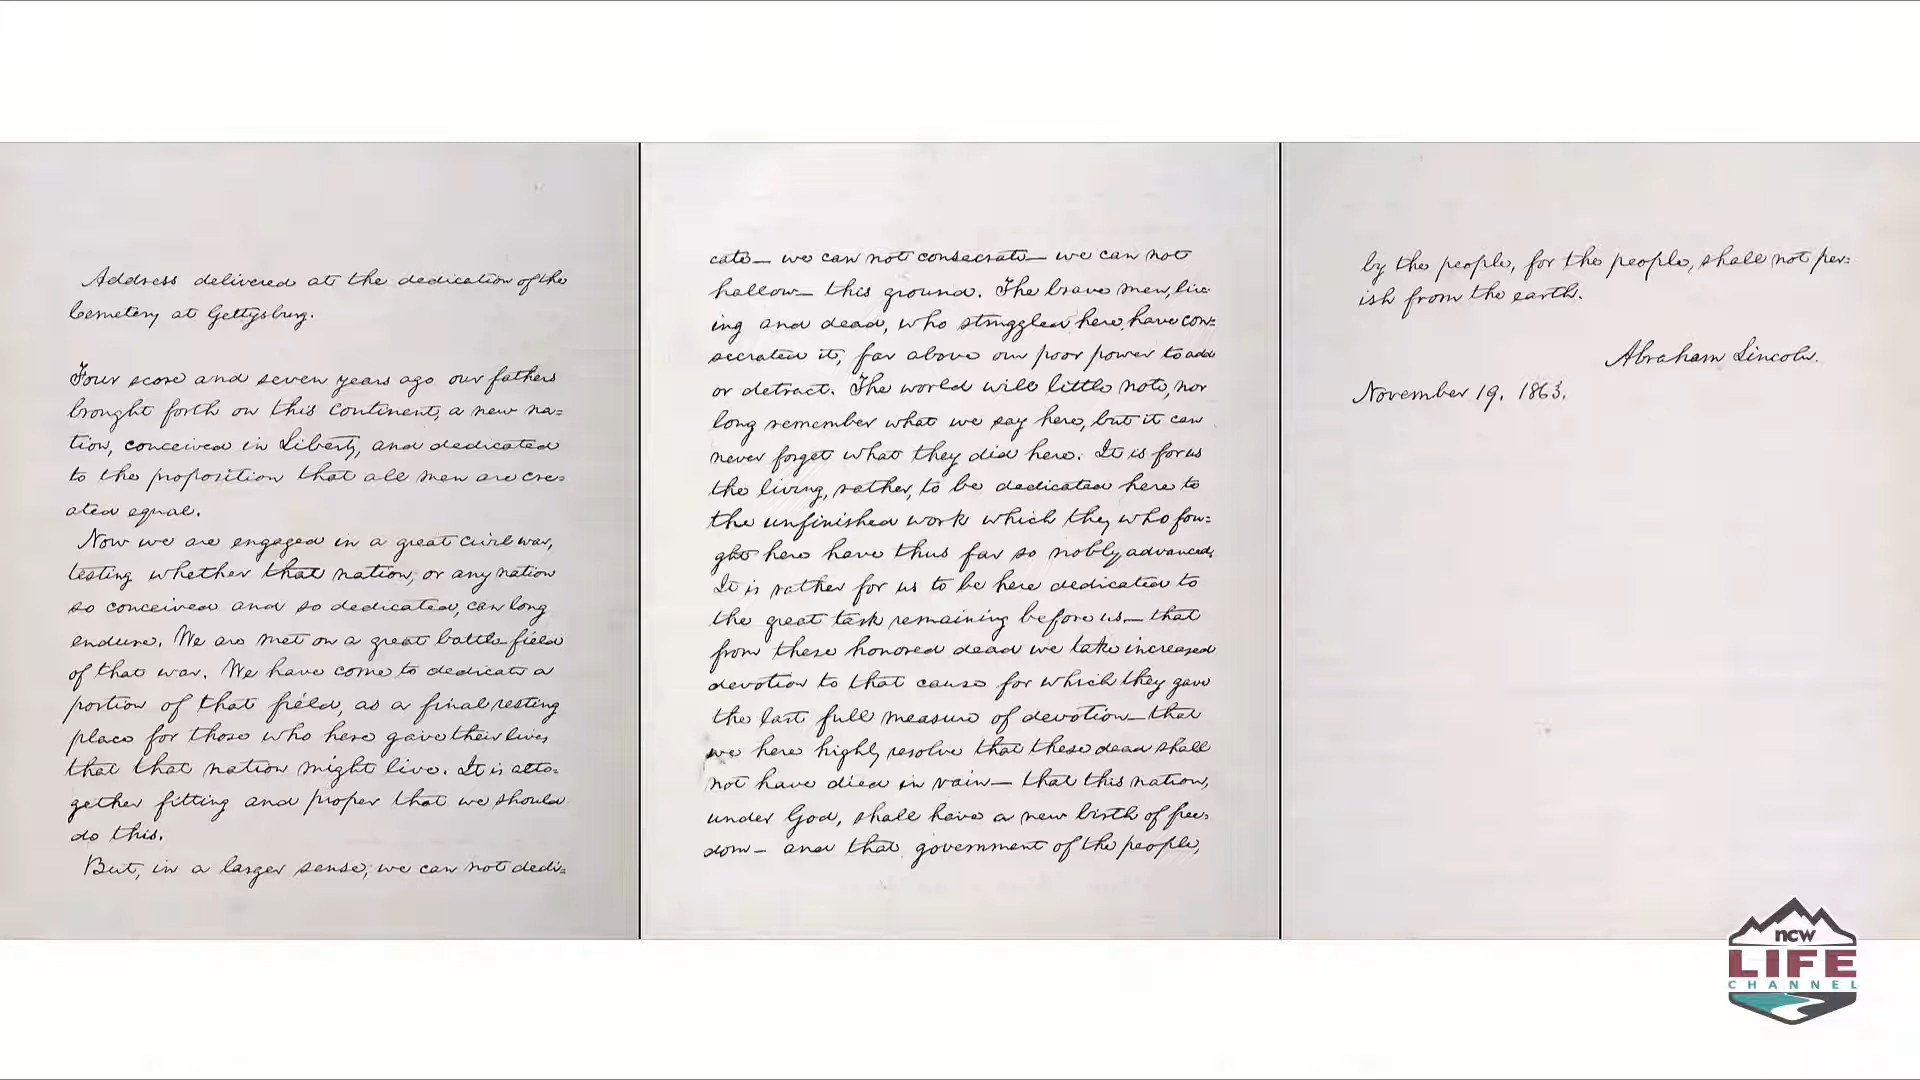 Address delivered at the dedication of the
Cemetery at Gettysburg.
Four score and seven years ago our fathers
brought forth on this continent, a new na=
tion, conceived in Liberty, and dedicated
to the proposition that all men are cre=
ated equal.
Now we are engaged in a great civil war,
testing whether that nation, or any nation
so conceived and so dedicated, can long
endure. We are met on a great battle-field
of that war. We have come to dedicate a
portion of that field, as a final resting
place for those who here gave their lives
that that nation might live. It is alto-
gether fitting and proper that we should
do this.
But, in a larger sense, we can not dedi=
cate— we can not consecrate— we can not
hallow— this ground. The brave men, liv=
ing and dead, who struggled here, have con=
secrated it, far above our poor power to add
or detract. The world will little note, nor
long remember what we say here, but it can
never forget what they did here. It is for us
the living, rather, to be dedicated here to
the unfinished work which they who fou=
ght here have thus far so nobly advanced.
It is rather for us to be here dedicated to
the great task remaining before us— that
from these honored dead we take increased
devotion to that cause for which they gave
the last full measure of devotion— that
we here highly resolve that these dead shall
not have died in vain— that this nation,
under God, shall have a new birth of free=
dom— and that government of the people,
by the people, for the people, shall not per=
ish from the earth.
Abraham Lincoln.
November 19, 1863.
ncw
LIFE
CHANNEL